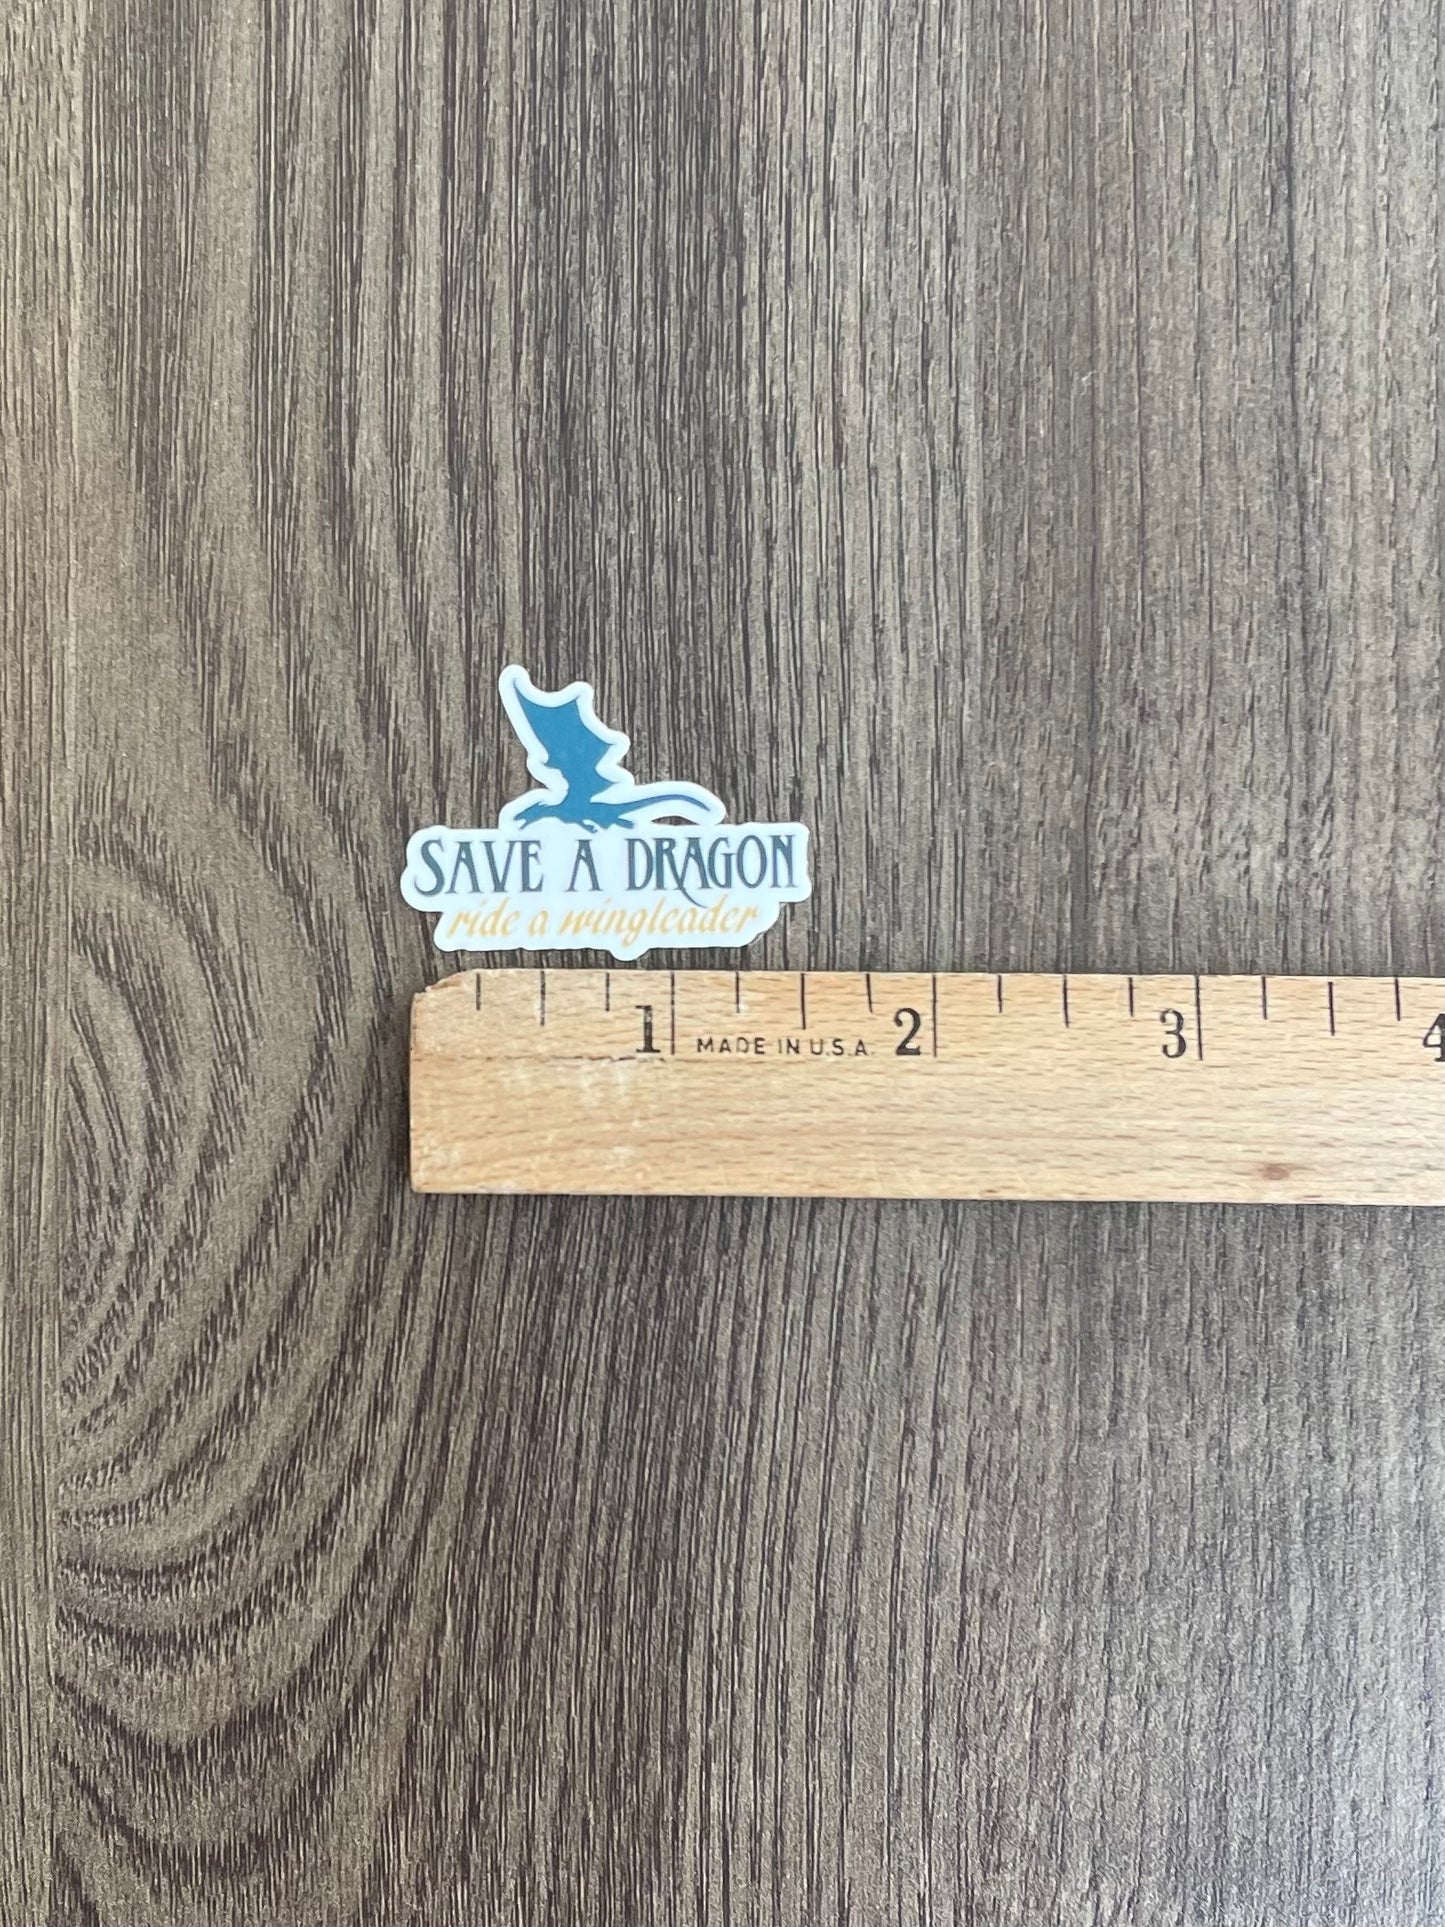 SAVE A DRAGON
ride a wingleader
1 MADE IN U.S.A. 2 3 4